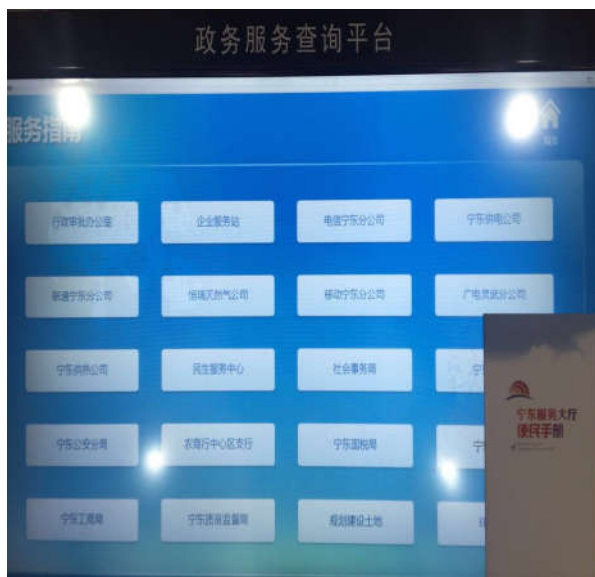 政务服务查询平台
服务指南
首页
行政审批办公室
企业服务站
电信宁东分公司
宁东供电公司
联通宁东分公司
恒瑞天然气公司
移动宁东分公司
广电灵武分公司
宁东供热公司
民生服务中心
社会事务局
宁
宁东公安分局
农商行中心区支行
宁东国税局
宁
宁东工商局
宁东质量监督局
规划建设土地
宁东服务大厅
便民手册